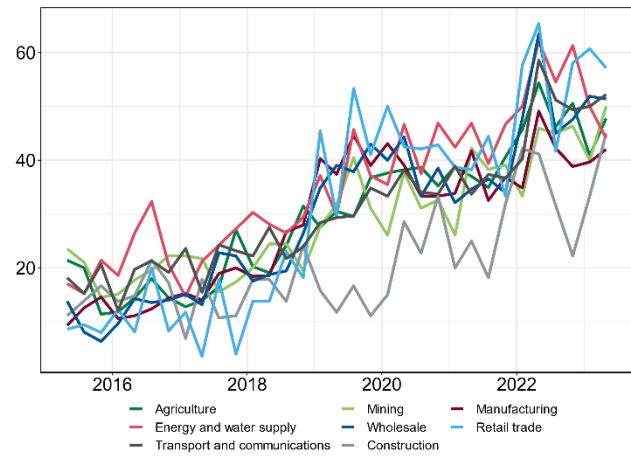 60
40
20
2016 2018 2020 2022
Agriculture Mining Manufacturing
Energy and water supply Wholesale Retail trade
Transport and communications Construction